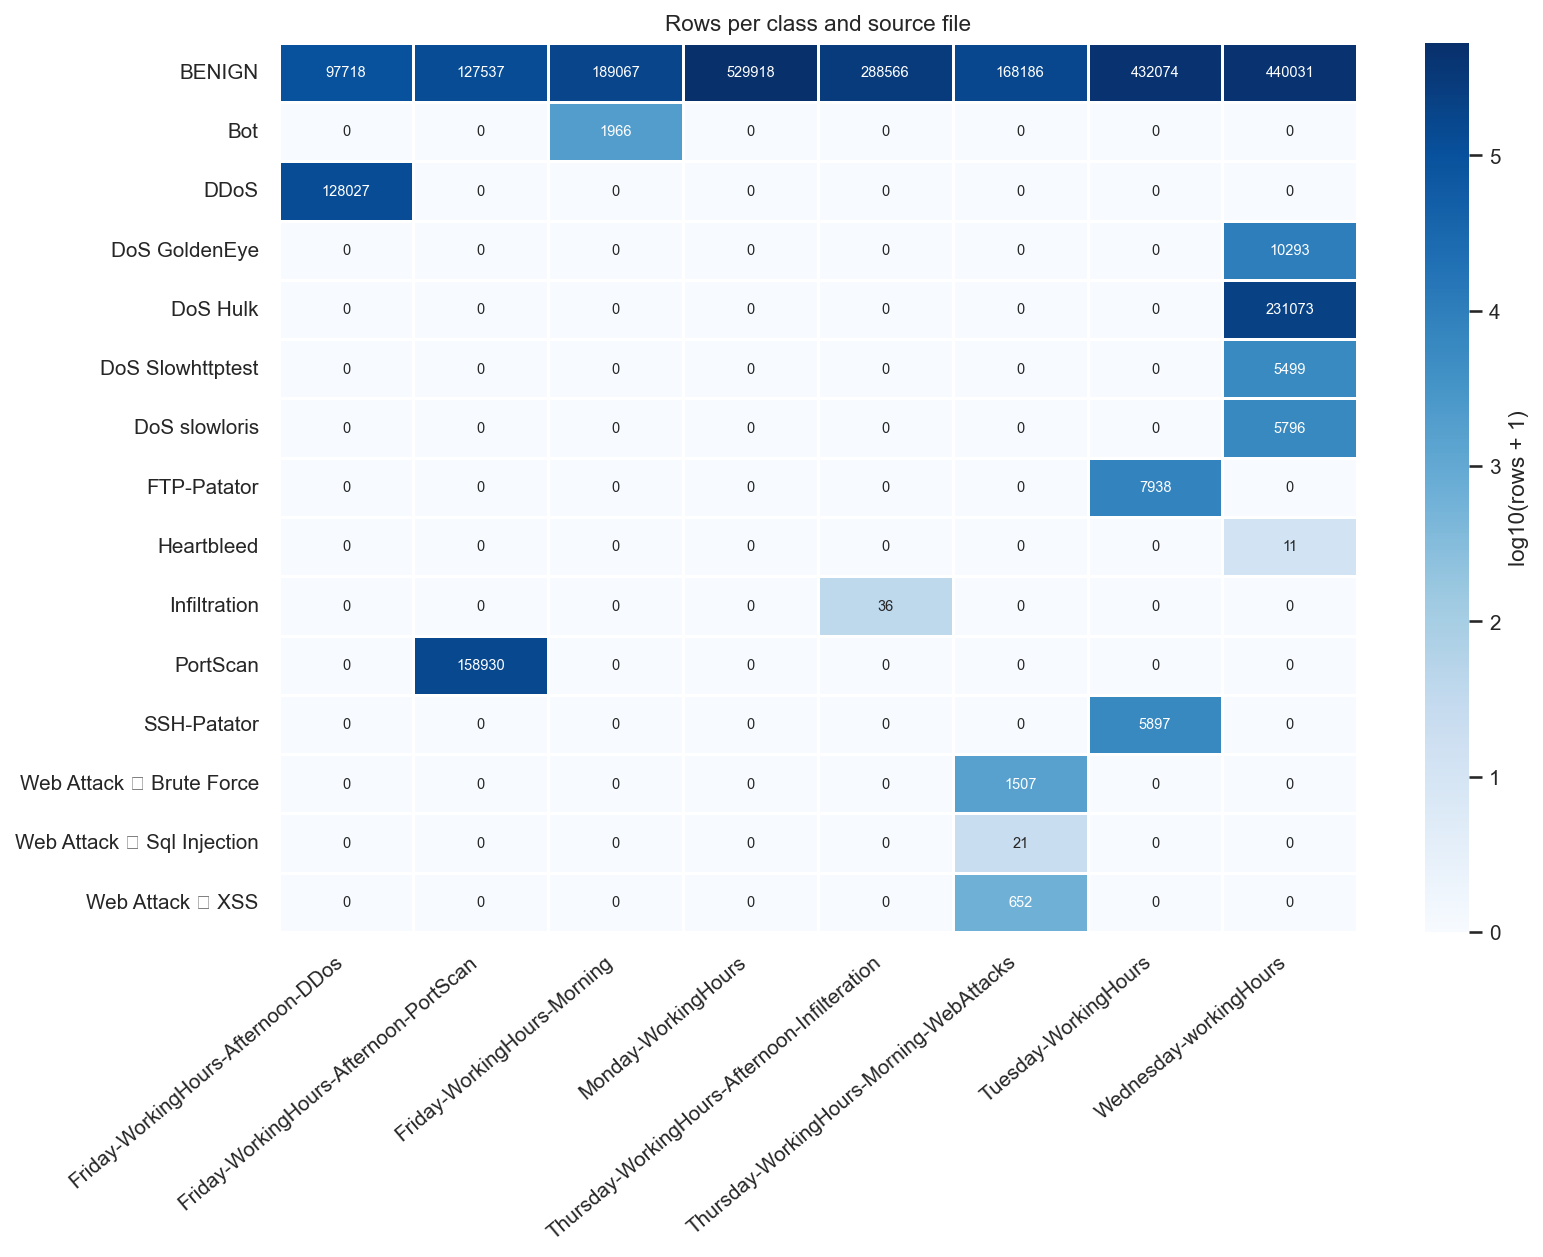 Rows per class and source file
BENIGN 97718 127537 189067 529918 288566 168186 432074 440031
Bot 0 0 1966 0 0 0 0 0
DDoS 128027 0 0 0 0 0 0 0
DoS GoldenEye 0 0 0 0 0 0 0 10293
DoS Hulk 0 0 0 0 0 0 0 231073
DoS Slowhttptest 0 0 0 0 0 0 0 5499
DoS slowloris 0 0 0 0 0 0 0 5796
FTP-Patator 0 0 0 0 0 0 7938 0
Heartbleed 0 0 0 0 0 0 0 11
Infiltration 0 0 0 0 36 0 0 0
PortScan 0 158930 0 0 0 0 0 0
SSH-Patator 0 0 0 0 0 0 5897 0
Web Attack � Brute Force 0 0 0 0 0 1507 0 0
Web Attack � Sql Injection 0 0 0 0 0 21 0 0
Web Attack � XSS 0 0 0 0 0 652 0 0
Friday-WorkingHours-Afternoon-DDos
Friday-WorkingHours-Afternoon-PortScan
Friday-WorkingHours-Morning
Monday-WorkingHours
Thursday-WorkingHours-Afternoon-Infilteration
Thursday-WorkingHours-Morning-WebAttacks
Tuesday-WorkingHours
Wednesday-workingHours
5
4
3
2
1
0
log10(rows + 1)